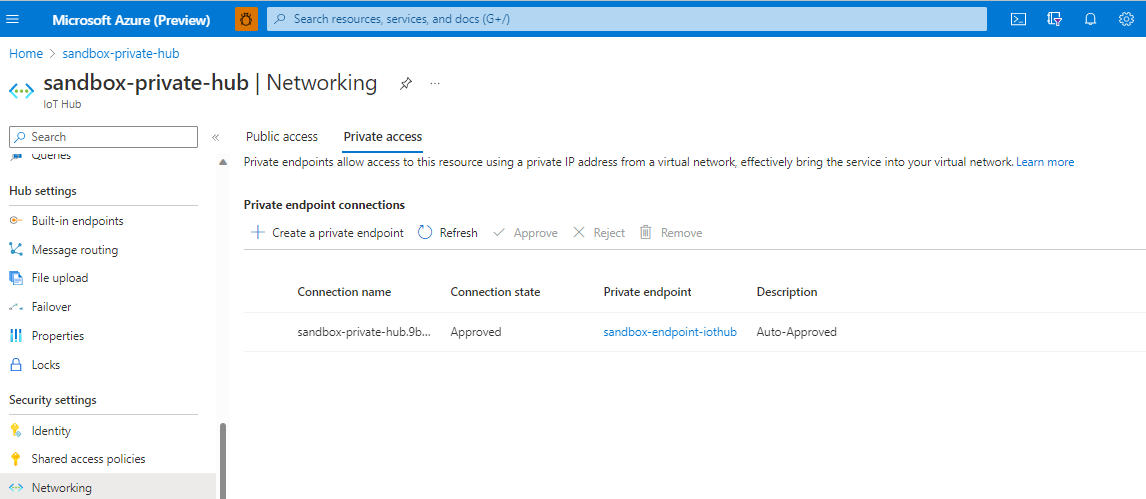 Microsoft Azure (Preview)
Search resources, services, and docs (G+/)
Home > sandbox-private-hub
sandbox-private-hub | Networking ...
IoT Hub
Search
«
Queries
Hub settings
Built-in endpoints
Message routing
File upload
Failover
Properties
Locks
Security settings
Identity
Shared access policies
Networking
Public access Private access
Private endpoints allow access to this resource using a private IP address from a virtual network, effectively bring the service into your virtual network. Learn more
Private endpoint connections
Create a private endpoint Refresh Approve Reject Remove
Connection name Connection state Private endpoint Description
sandbox-private-hub.9b... Approved sandbox-endpoint-iothub Auto-Approved